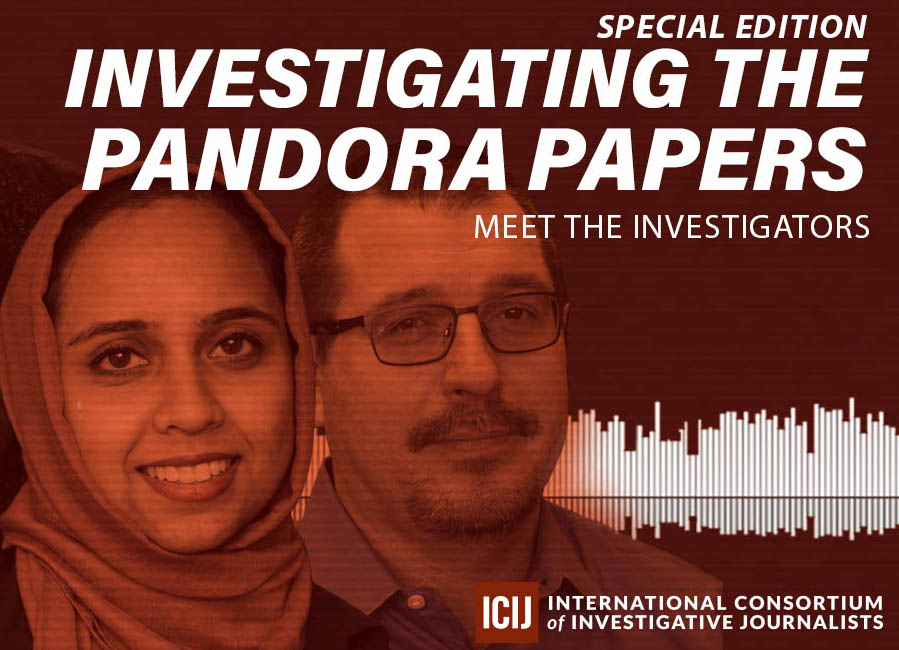 SPECIAL EDITION
INVESTIGATING THE
PANDORA PAPERS
MEET THE INVESTIGATORS
ICIJ
INTERNATIONAL CONSORTIUM
of INVESTIGATIVE JOURNALISTS